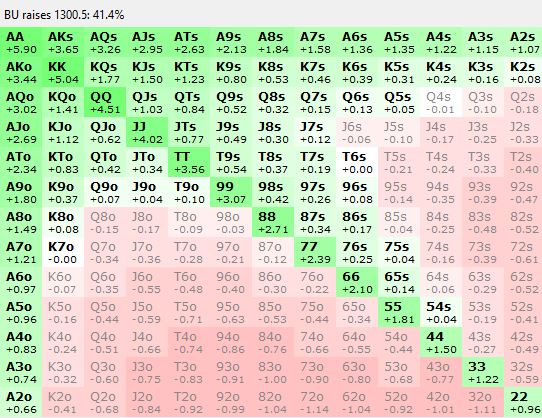 BU raises 1300.5: 41.4%
AA AKs AQs AJs ATs A9s A8s A7s A6s A5s A4s A3s A2s
+5.90 +3.65 +3.26 +2.95 +2.63 +2.13 +1.84 +1.58 +1.36 +1.35 +1.22 +1.15 +1.07
AKo KK KQs KJs KTs K9s K8s K7s K6s K5s K4s K3s K2s
+3.44 +5.04 +1.77 +1.50 +1.23 +0.80 +0.53 +0.46 +0.39 +0.31 +0.24 +0.16 +0.08
AQo KQo QQ QJs QTs Q9s Q8s Q7s Q6s Q5s Q4s Q3s Q2s
+3.02 +1.41 +4.51 +1.03 +0.84 +0.52 +0.32 +0.15 +0.13 +0.05 -0.01 -0.10 -0.18
AJo KJo QJo JJ JTs J9s J8s J7s J6s J5s J4s J3s J2s
+2.69 +1.12 +0.62 +4.02 +0.77 +0.49 +0.30 +0.12 -0.06 -0.10 -0.17 -0.25 -0.33
ATo KTo QTo JTo TT T9s T8s T7s T6s T5s T4s T3s T2s
+2.34 +0.83 +0.42 +0.34 +3.56 +0.54 +0.37 +0.19 +0.00 -0.21 -0.24 -0.33 -0.40
A9o K9o Q9o J9o T9o 99 98s 97s 96s 95s 94s 93s 92s
+1.80 +0.37 +0.07 +0.04 +0.10 +3.07 +0.42 +0.26 +0.08 -0.14 -0.35 -0.39 -0.47
A8o K8o Q8o J8o T8o 98o 88 87s 86s 85s 84s 83s 82s
+1.49 +0.08 -0.15 -0.17 -0.09 -0.03 +2.71 +0.34 +0.17 -0.04 -0.25 -0.48 -0.52
A7o K7o Q7o J7o T7o 97o 87o 77 76s 75s 74s 73s 72s
+1.21 -0.00 -0.34 -0.36 -0.28 -0.21 -0.12 +2.39 +0.25 +0.04 -0.16 -0.39 -0.61
A6o K6o Q6o J6o T6o 96o 86o 76o 66 65s 64s 63s 62s
+0.97 -0.07 -0.35 -0.55 -0.48 -0.40 -0.30 -0.22 +2.10 +0.14 -0.06 -0.29 -0.52
A5o K5o Q5o J5o T5o 95o 85o 75o 65o 55 54s 53s 52s
+0.96 -0.16 -0.44 -0.59 -0.71 -0.63 -0.53 -0.44 -0.34 +1.81 +0.04 -0.19 -0.41
A4o K4o Q4o J4o T4o 94o 84o 74o 64o 54o 44 43s 42s
+0.83 -0.24 -0.51 -0.66 -0.74 -0.86 -0.76 -0.66 -0.55 -0.44 +1.50 -0.27 -0.49
A3o K3o Q3o J3o T3o 93o 83o 73o 63o 53o 43o 33 32s
+0.74 -0.32 -0.60 -0.75 -0.83 -0.91 -1.00 -0.90 -0.80 -0.68 -0.77 +1.22 -0.59
A2o K2o Q2o J2o T2o 92o 82o 72o 62o 52o 42o 32o 22
+0.66 -0.41 -0.68 -0.84 -0.92 -0.99 -1.04 -1.14 -1.04 -0.92 -1.01 -1.11 +0.96